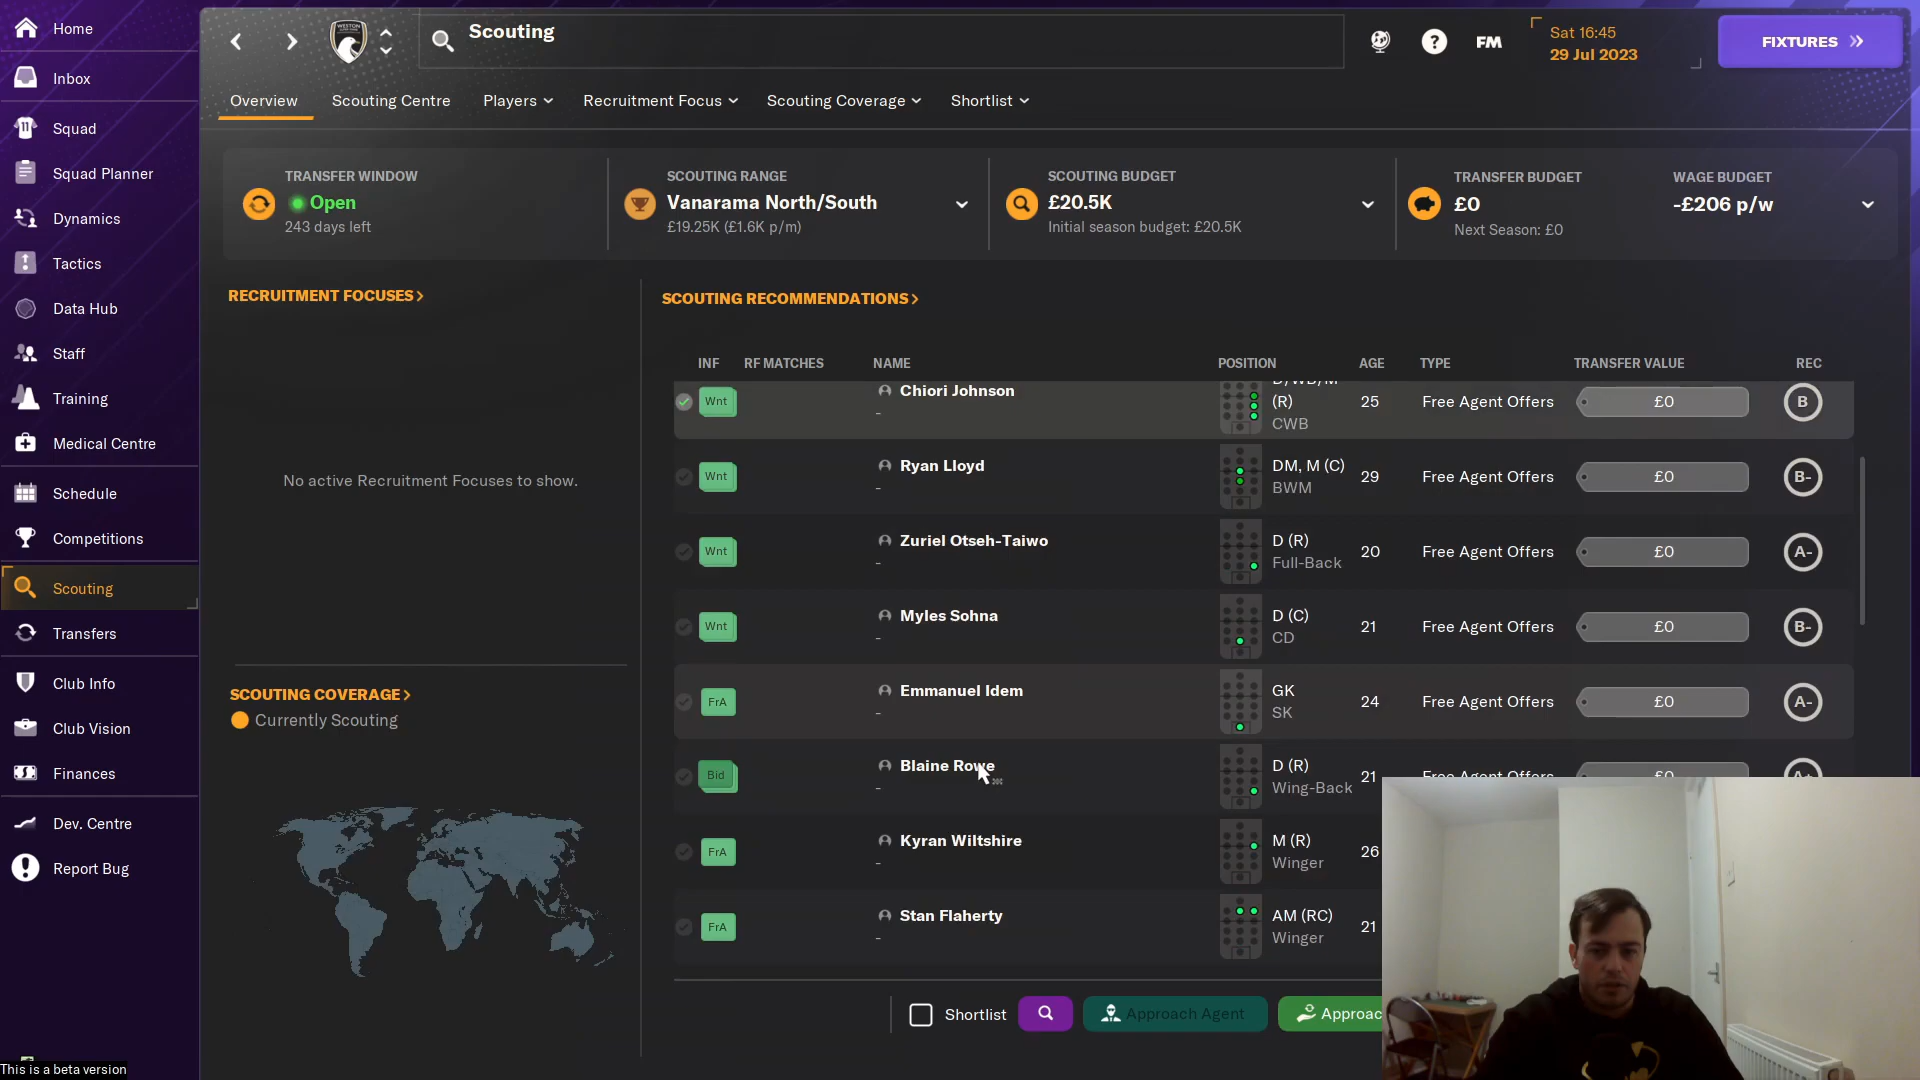 Home
Inbox
Squad
Squad Planner
Dynamics
Tactics
Data Hub
Staff
Training
Medical Centre
Schedule
Competitions
Scouting
Transfers
Club Info
Club Vision
Finances
Dev. Centre
Report Bug
This is a beta version
Scouting
?
FM
Sat 16:45
29 Jul 2023
FIXTURES
Overview Scouting Centre Players Recruitment Focus Scouting Coverage Shortlist
TRANSFER WINDOW
Open
243 days left
SCOUTING RANGE
Vanarama North/South
£19.25K (£1.6K p/m)
SCOUTING BUDGET
£20.5K
Initial season budget: £20.5K
TRANSFER BUDGET
£0
Next Season: £0
WAGE BUDGET
-£206 p/w
RECRUITMENT FOCUSES >
No active Recruitment Focuses to show.
SCOUTING COVERAGE >
Currently Scouting
SCOUTING RECOMMENDATIONS >
INF RF MATCHES NAME POSITION AGE TYPE TRANSFER VALUE REC
Wnt Chiori Johnson - D/WB/M (R) CWB 25 Free Agent Offers £0 B
Wnt Ryan Lloyd - DM, M (C) BWM 29 Free Agent Offers £0 B-
Wnt Zuriel Otseh-Taiwo - D (R) Full-Back 20 Free Agent Offers £0 A-
Wnt Myles Sohna - D (C) CD 21 Free Agent Offers £0 B-
FrA Emmanuel Idem - GK SK 24 Free Agent Offers £0 A-
Bid Blaine Rowe - D (R) Wing-Back 21 Free Agent Offers £0
FrA Kyran Wiltshire - M (R) Winger 26
FrA Stan Flaherty - AM (RC) Winger 21
Shortlist
Approach Agent
Approac